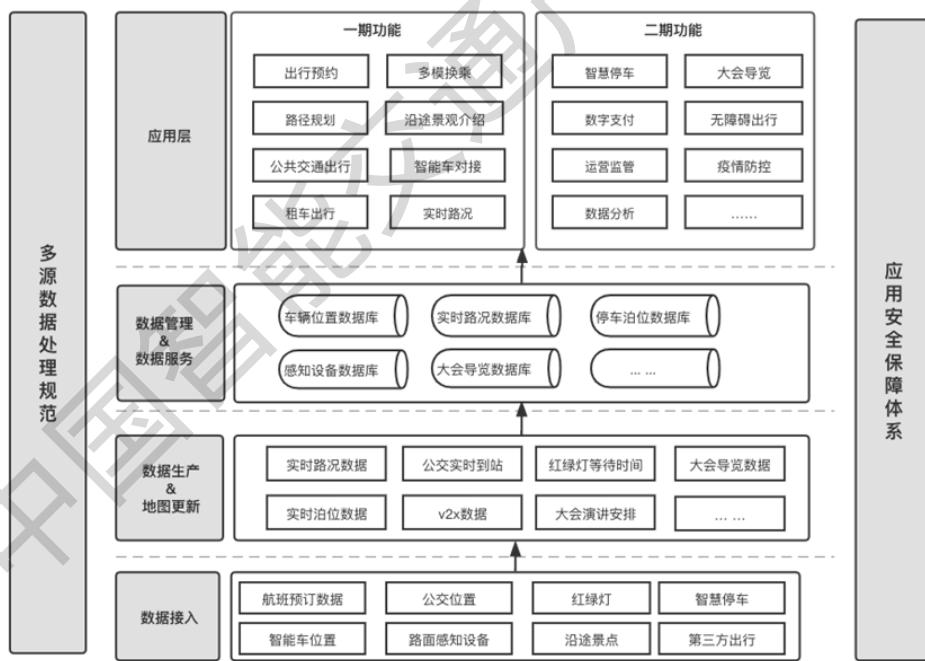 多源数据处理规范
应用层
一期功能
出行预约
多模换乘
路径规划
沿途景观介绍
公共交通出行
智能车对接
租车出行
实时路况
二期功能
智慧停车
大会导览
数字支付
无障碍出行
运营监管
疫情防控
数据分析
……
数据管理
&
数据服务
车辆位置数据库
实时路况数据库
停车泊位数据库
感知设备数据库
大会导览数据库
... ...
数据生产
&
地图更新
实时路况数据
公交实时到站
红绿灯等待时间
大会导览数据
实时泊位数据
v2x数据
大会演讲安排
... ...
数据接入
航班预订数据
公交位置
红绿灯
智慧停车
智能车位置
路面感知设备
沿途景点
第三方出行
应用安全保障体系
中国智能交通